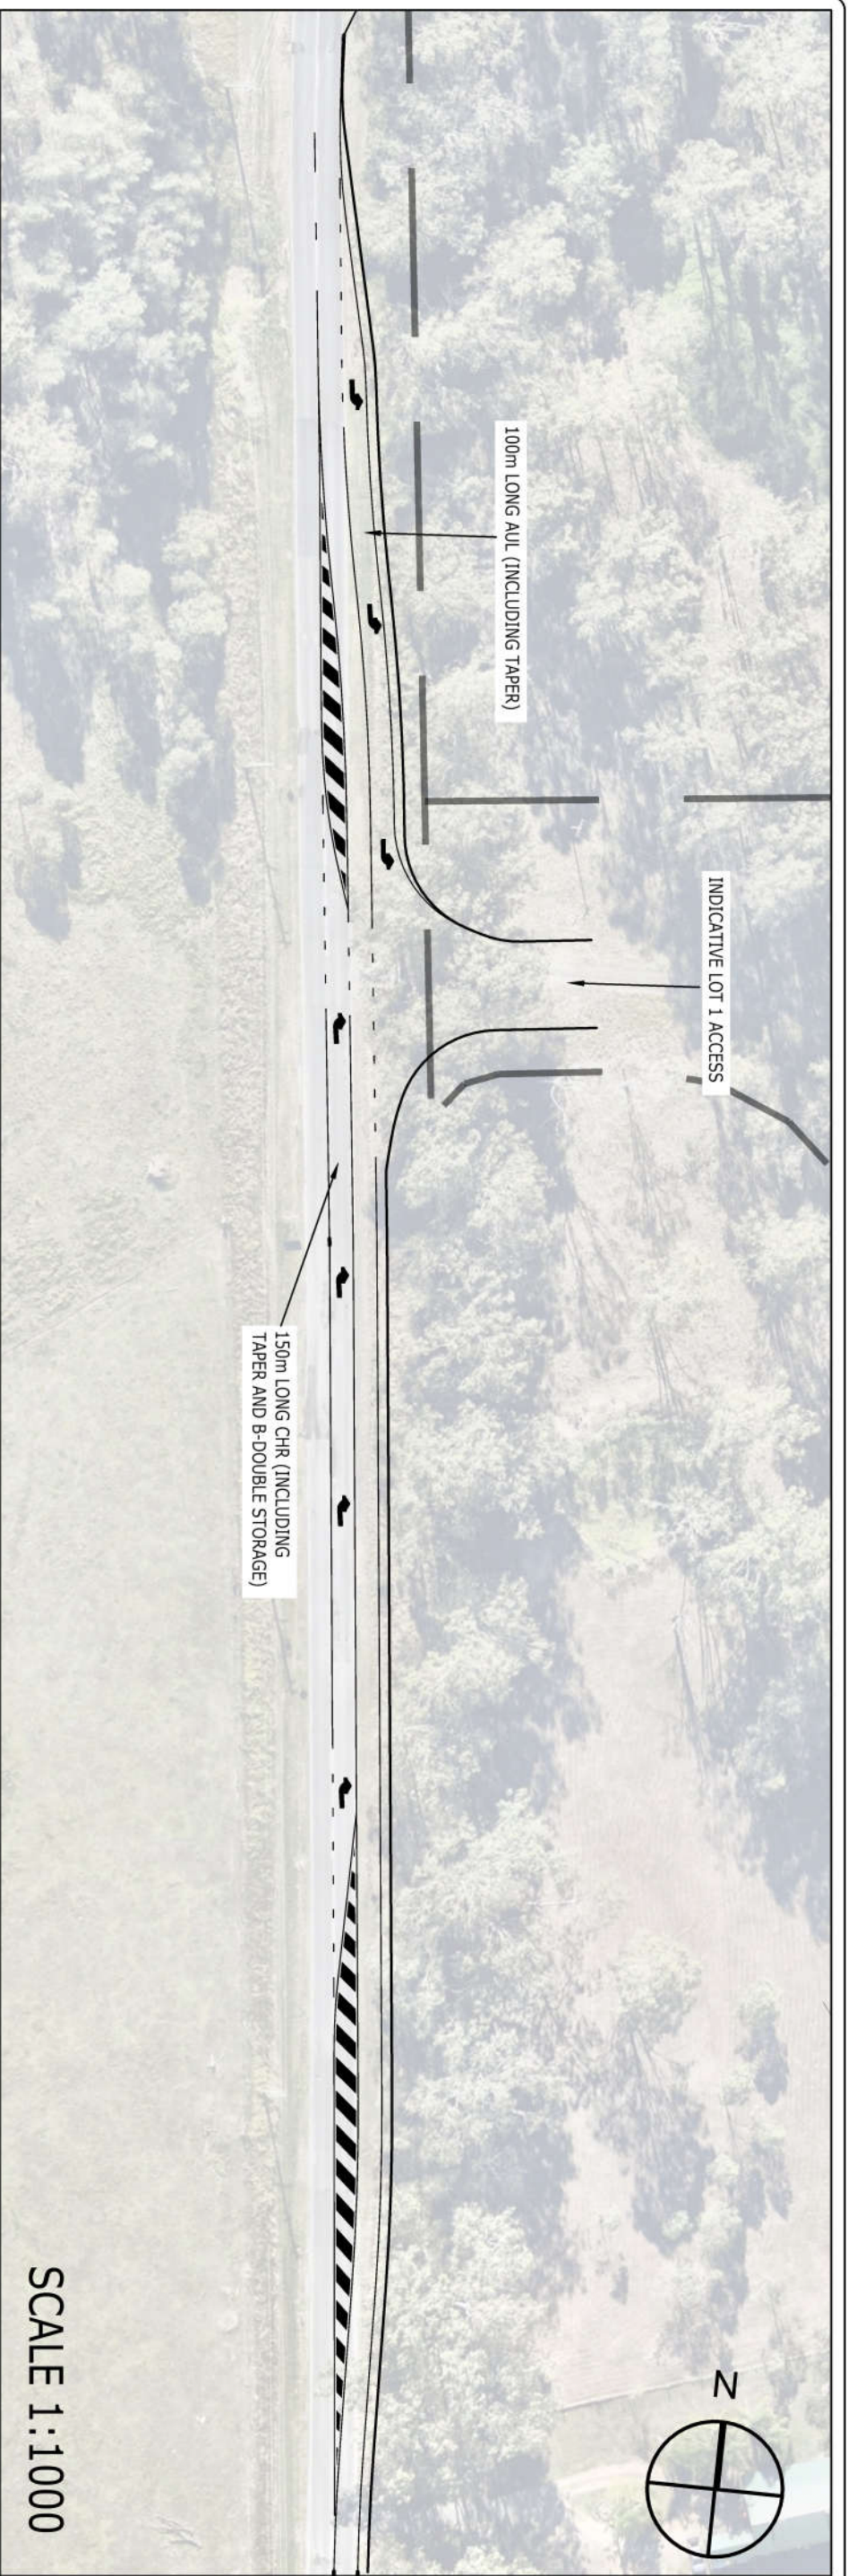 100m LONG AUL (INCLUDING TAPER)
INDICATIVE LOT 1 ACCESS
150m LONG CHR (INCLUDING
TAPER AND B-DOUBLE STORAGE)
N
SCALE 1:1000